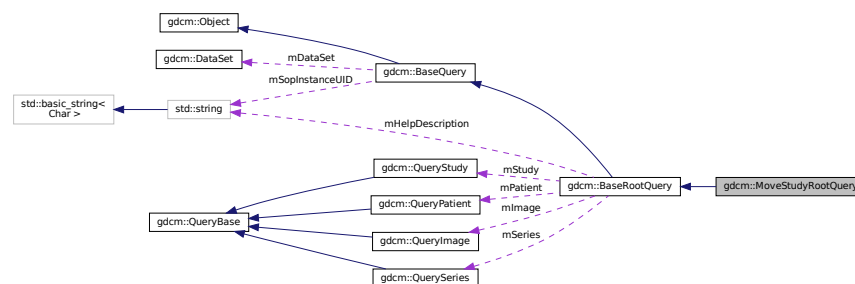 gdcm::Object
gdcm::DataSet
mDataSet
gdcm::BaseQuery
mSopInstanceUID
std::basic_string<
Char >
std::string
mHelpDescription
gdcm::QueryStudy
mStudy
gdcm::BaseRootQuery
gdcm::MoveStudyRootQuery
mPatient
gdcm::QueryPatient
mImage
gdcm::QueryBase
gdcm::QueryImage
mSeries
gdcm::QuerySeries